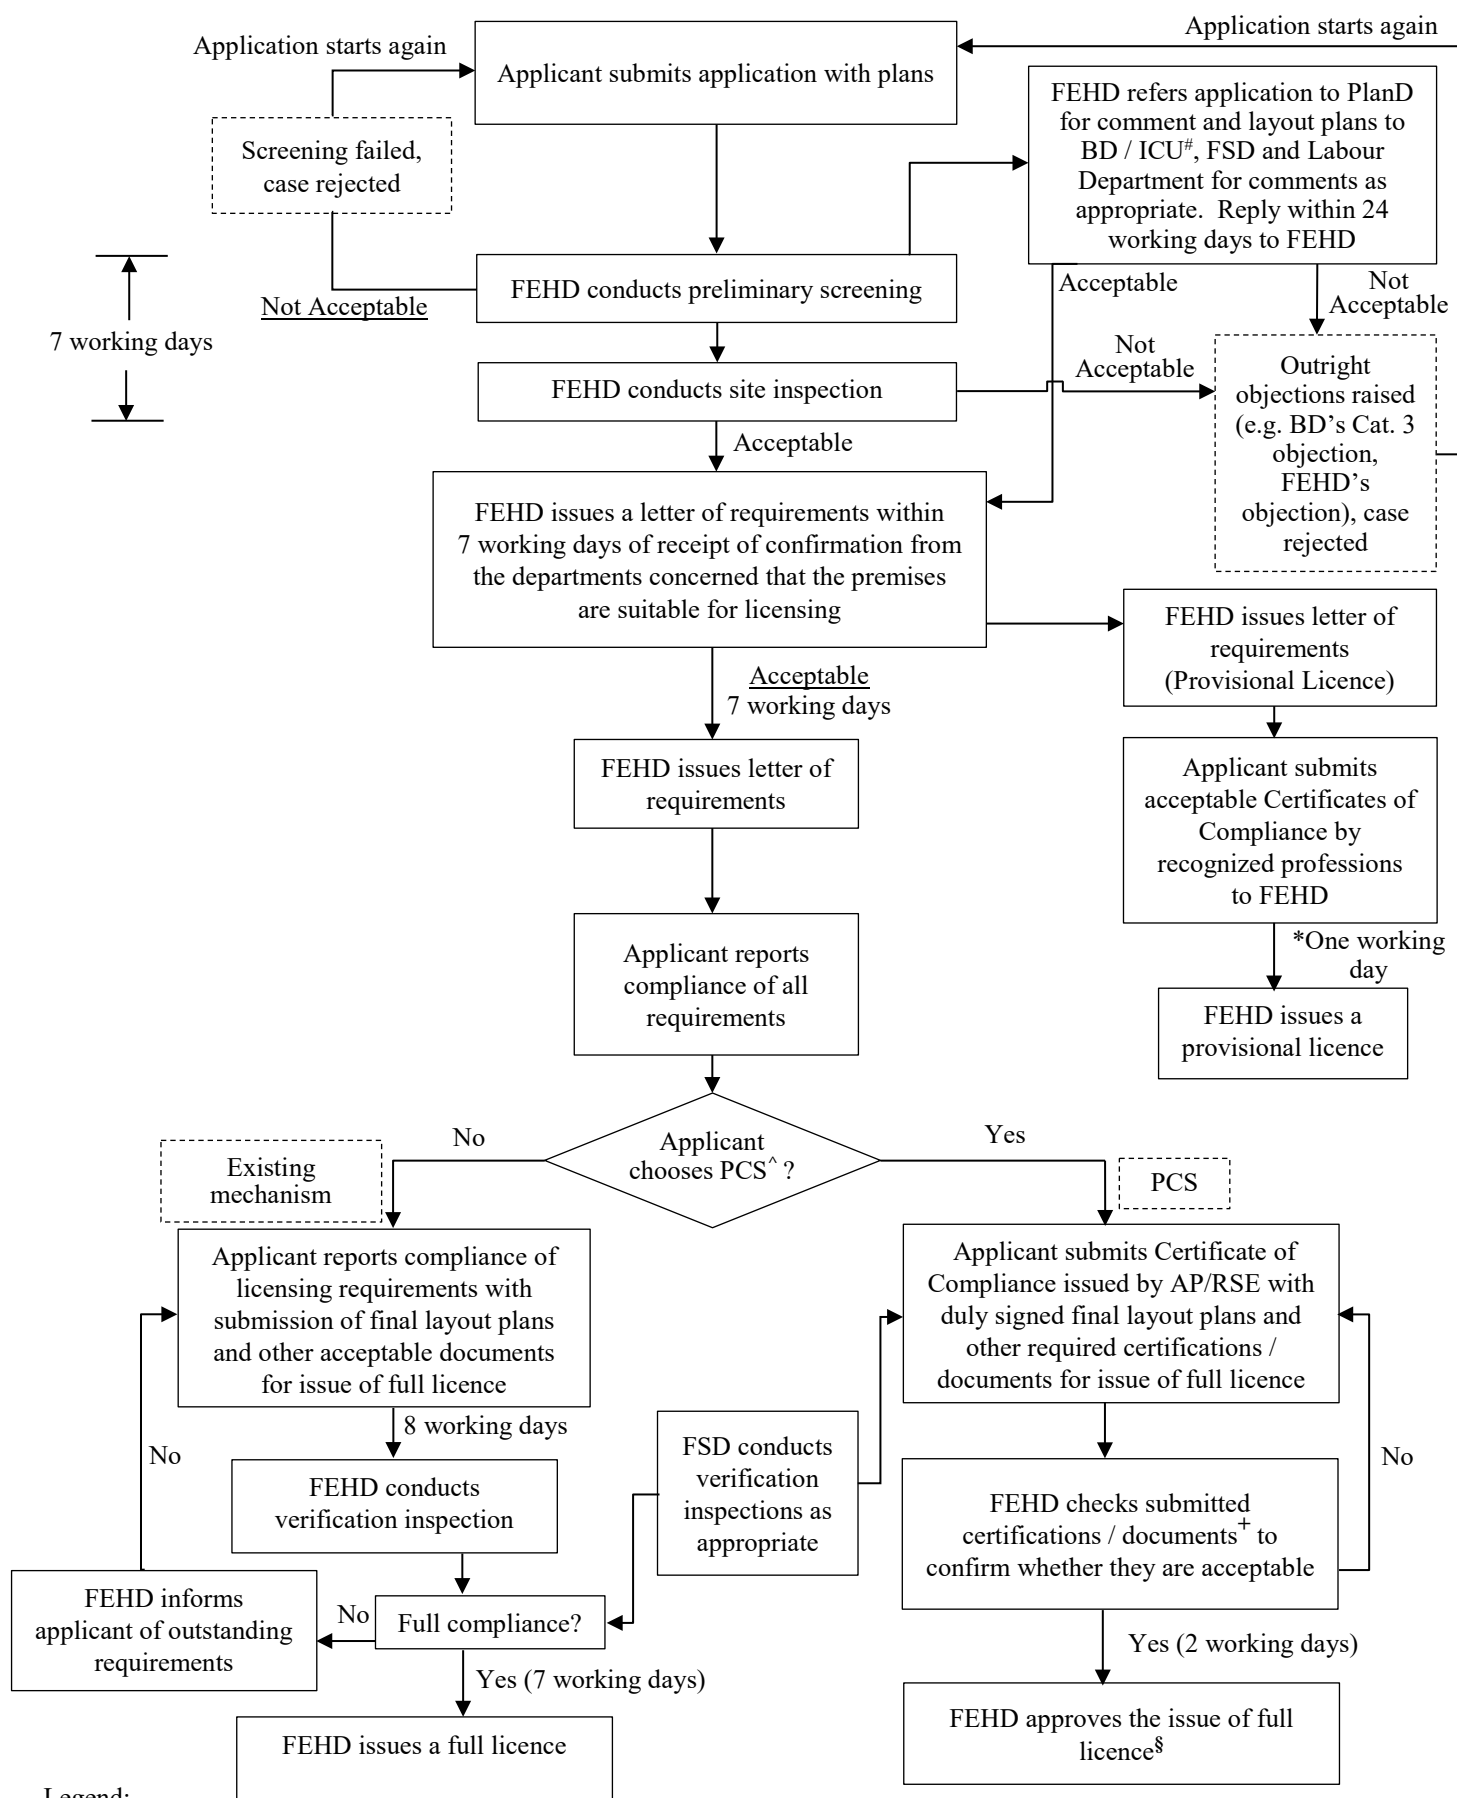 Application starts again
Application starts again
Applicant submits application with plans
FEHD refers application to PlanD
for comment and layout plans to
BD / ICU#, FSD and Labour
Department for comments as
appropriate.  Reply within 24
working days to FEHD
Screening failed,
case rejected
Not Acceptable
FEHD conducts preliminary screening
7 working days
Acceptable
Not
Acceptable
FEHD conducts site inspection
Not
Acceptable
Outright
objections raised
(e.g. BD’s Cat. 3
objection,
FEHD’s
objection), case
rejected
Acceptable
FEHD issues a letter of requirements within
7 working days of receipt of confirmation from
the departments concerned that the premises
are suitable for licensing
FEHD issues letter of
requirements
(Provisional Licence)
Acceptable
7 working days
FEHD issues letter of
requirements
Applicant submits
acceptable Certificates of
Compliance by
recognized professions
to FEHD
*One working
day
FEHD issues a
provisional licence
Applicant reports
compliance of all
requirements
Applicant
chooses PCS^ ?
No
Yes
Existing
mechanism
PCS
Applicant reports compliance of
licensing requirements with
submission of final layout plans
and other acceptable documents
for issue of full licence
Applicant submits Certificate of
Compliance issued by AP/RSE with
duly signed final layout plans and
other required certifications /
documents for issue of full licence
8 working days
No
FEHD conducts
verification inspection
FSD conducts
verification
inspections as
appropriate
FEHD checks submitted
certifications / documents+ to
confirm whether they are acceptable
No
FEHD informs
applicant of outstanding
requirements
No
Full compliance?
Yes (7 working days)
Yes (2 working days)
FEHD issues a full licence
FEHD approves the issue of full
licence§
Legend: